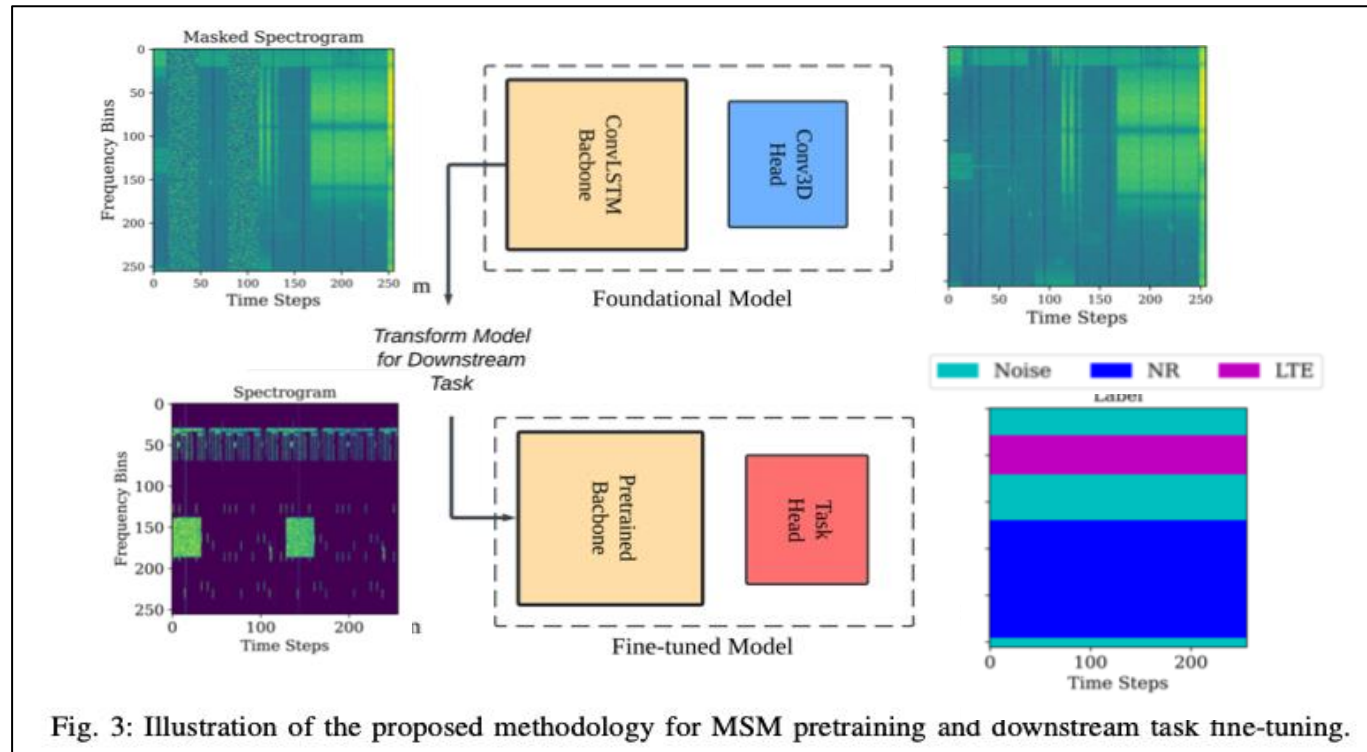 Masked Spectrogram
0
50
100
150
200
250
Frequency Bins
0 50 100 150 200 250
Time Steps
m
ConvLSTM
Bacbone
Conv3D
Head
Foundational Model
0 50 100 150 200 250
Time Steps
Transform Model
for Downstream
Task
Spectrogram
0
50
100
150
200
250
Frequency Bins
0 100 200
Time Steps
n
Pretrained
Bacbone
Task
Head
Fine-tuned Model
Noise NR LTE
Label
0 100 200
Time Steps
Fig. 3: Illustration of the proposed methodology for MSM pretraining and downstream task fine-tuning.